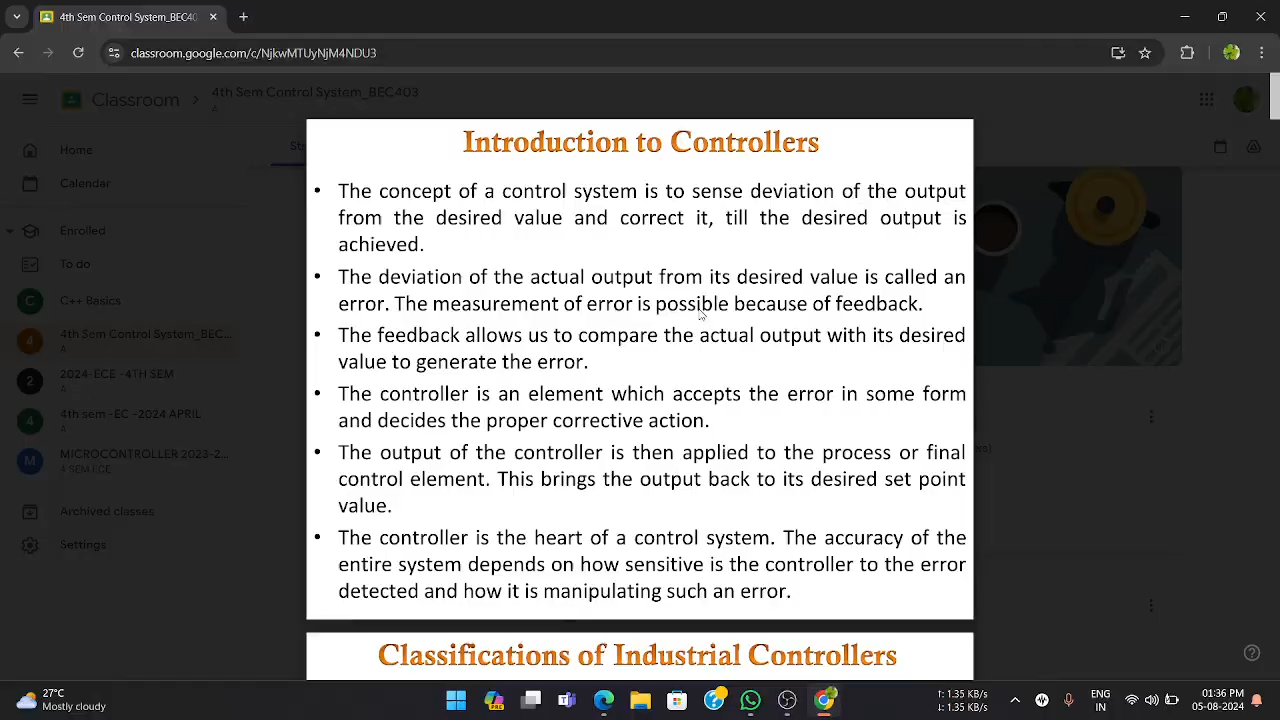 4th Sem Control System_BEC40
classroom.google.com/c/NjkwMTUyNjM4NDU3
Classroom
4th Sem Control System_BEC403
A
Home
Calendar
Enrolled
To do
C
C++ Basics
4
4th Sem Control System_BEC...
A
2
2024-ECE -4TH SEM
A
4
4th sem -EC -2024 APRIL
A
M
MICROCONTROLLER 2023-2...
4 SEM ECE
Archived classes
Settings
Introduction to Controllers
• The concept of a control system is to sense deviation of the output
from the desired value and correct it, till the desired output is
achieved.
• The deviation of the actual output from its desired value is called an
error. The measurement of error is possible because of feedback.
• The feedback allows us to compare the actual output with its desired
value to generate the error.
• The controller is an element which accepts the error in some form
and decides the proper corrective action.
• The output of the controller is then applied to the process or final
control element. This brings the output back to its desired set point
value.
• The controller is the heart of a control system. The accuracy of the
entire system depends on how sensitive is the controller to the error
detected and how it is manipulating such an error.
Classifications of Industrial Controllers
27°C
Mostly cloudy
PRE
1.35 KB/s
1.35 KB/s
ENG
IN
01:36 PM
05-08-2024